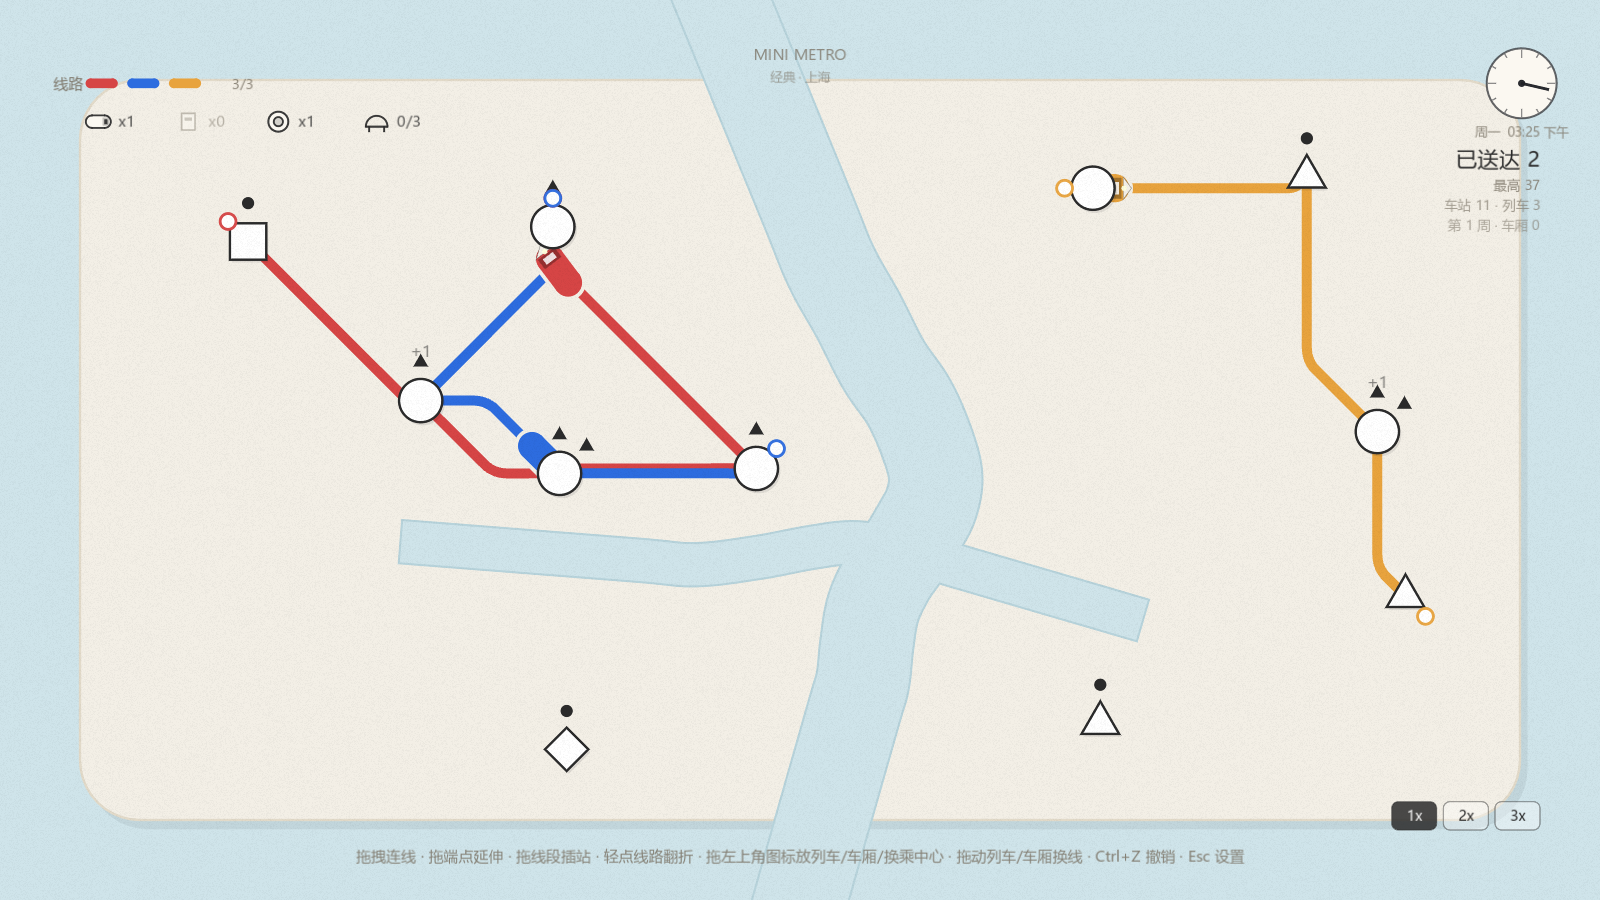 MINI METRO
经典 · 上海
线路 3/3
x1 x0 x1 0/3
周一 03:25 下午
已送达 2
最高 37
车站 11 · 列车 3
第 1 周 · 车厢 0
+1
+1
1x 2x 3x
拖拽连线 · 拖端点延伸 · 拖线段插站 · 轻点线路翻折 · 拖左上角图标放列车/车厢/换乘中心 · 拖动列车/车厢换线 · Ctrl+Z 撤销 · Esc 设置